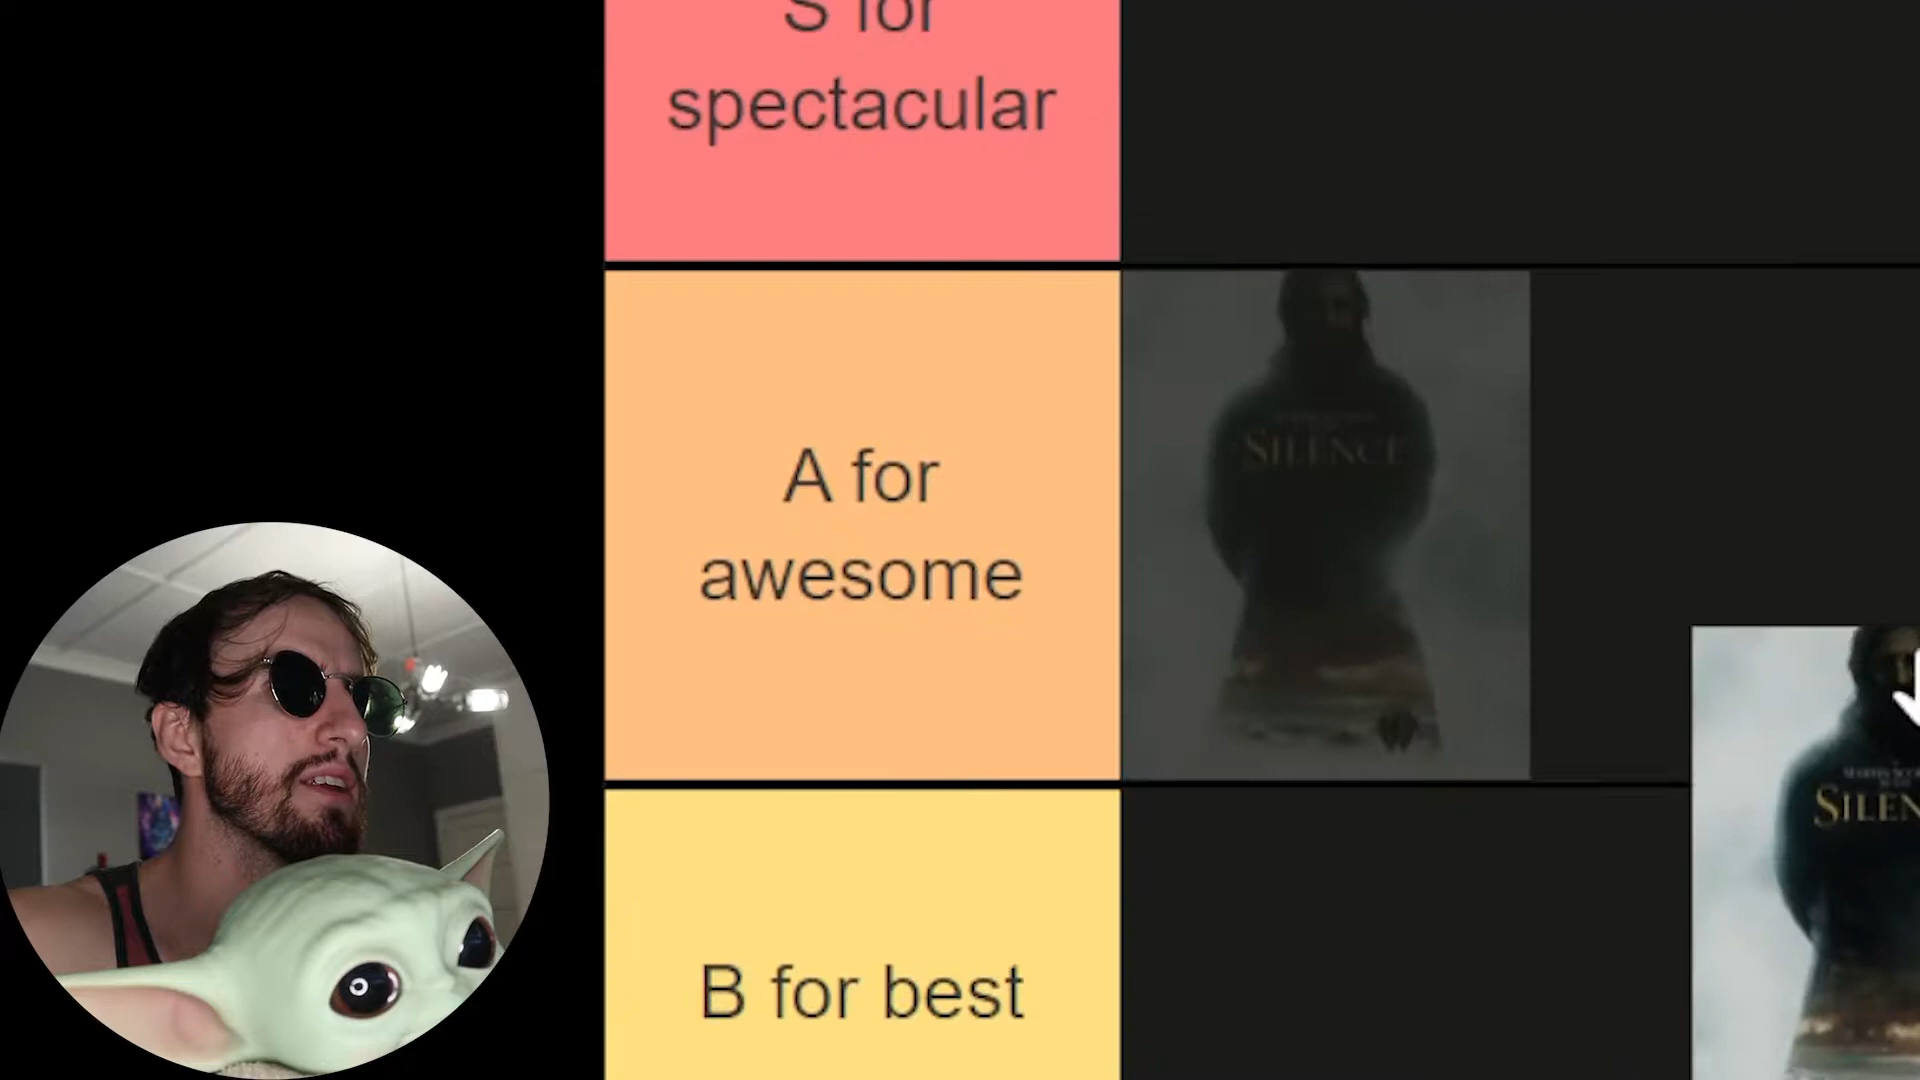 S for
spectacular
A for
awesome
SILENCE
B for best
SILEN